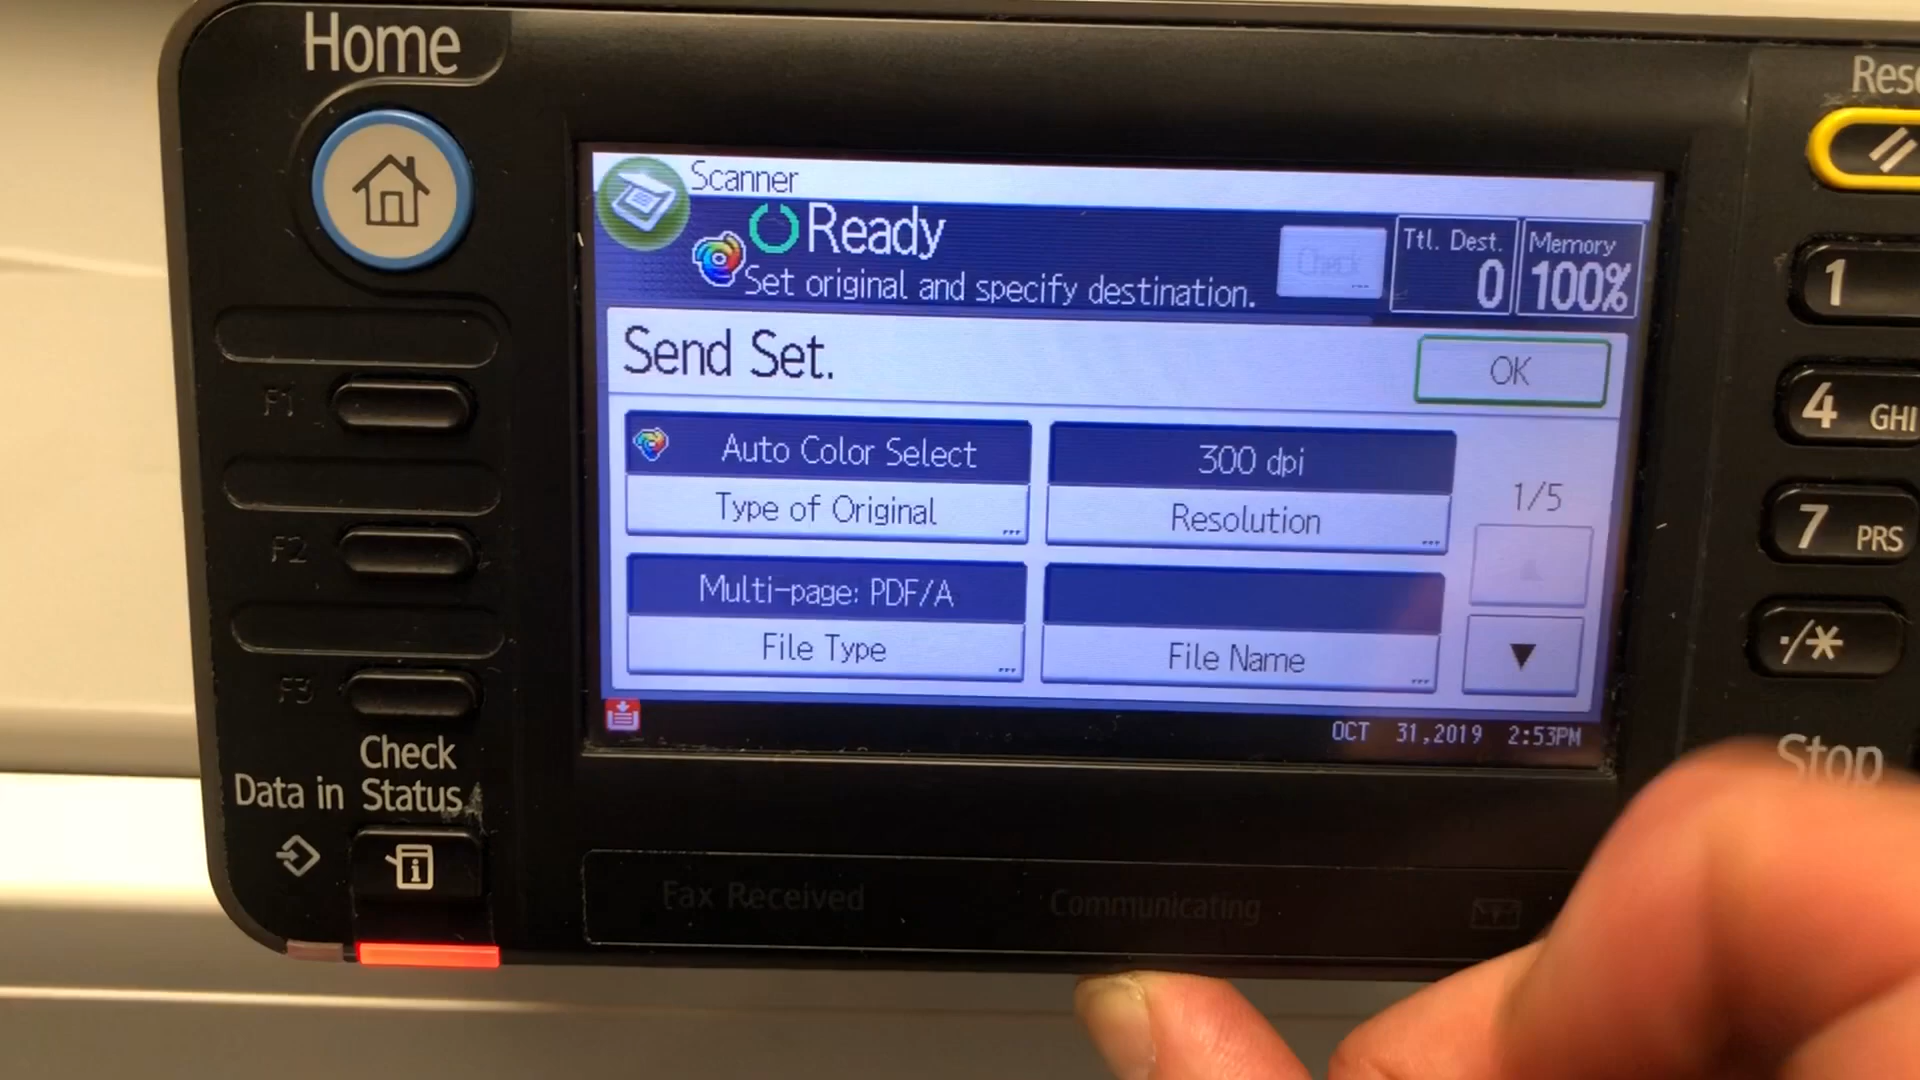 Home
Scanner
Ready
Set original and specify destination.
Check
Ttl. Dest.
0
Memory
100%
Send Set.
OK
Auto Color Select
Type of Original
300 dpi
Resolution
1/5
Multi-page: PDF/A
File Type
File Name
OCT 31,2019 2:53PM
F1
F2
F3
Check
Data in Status
Fax Received
Communicating
1
4 GHI
7 PRS
./*
Stop